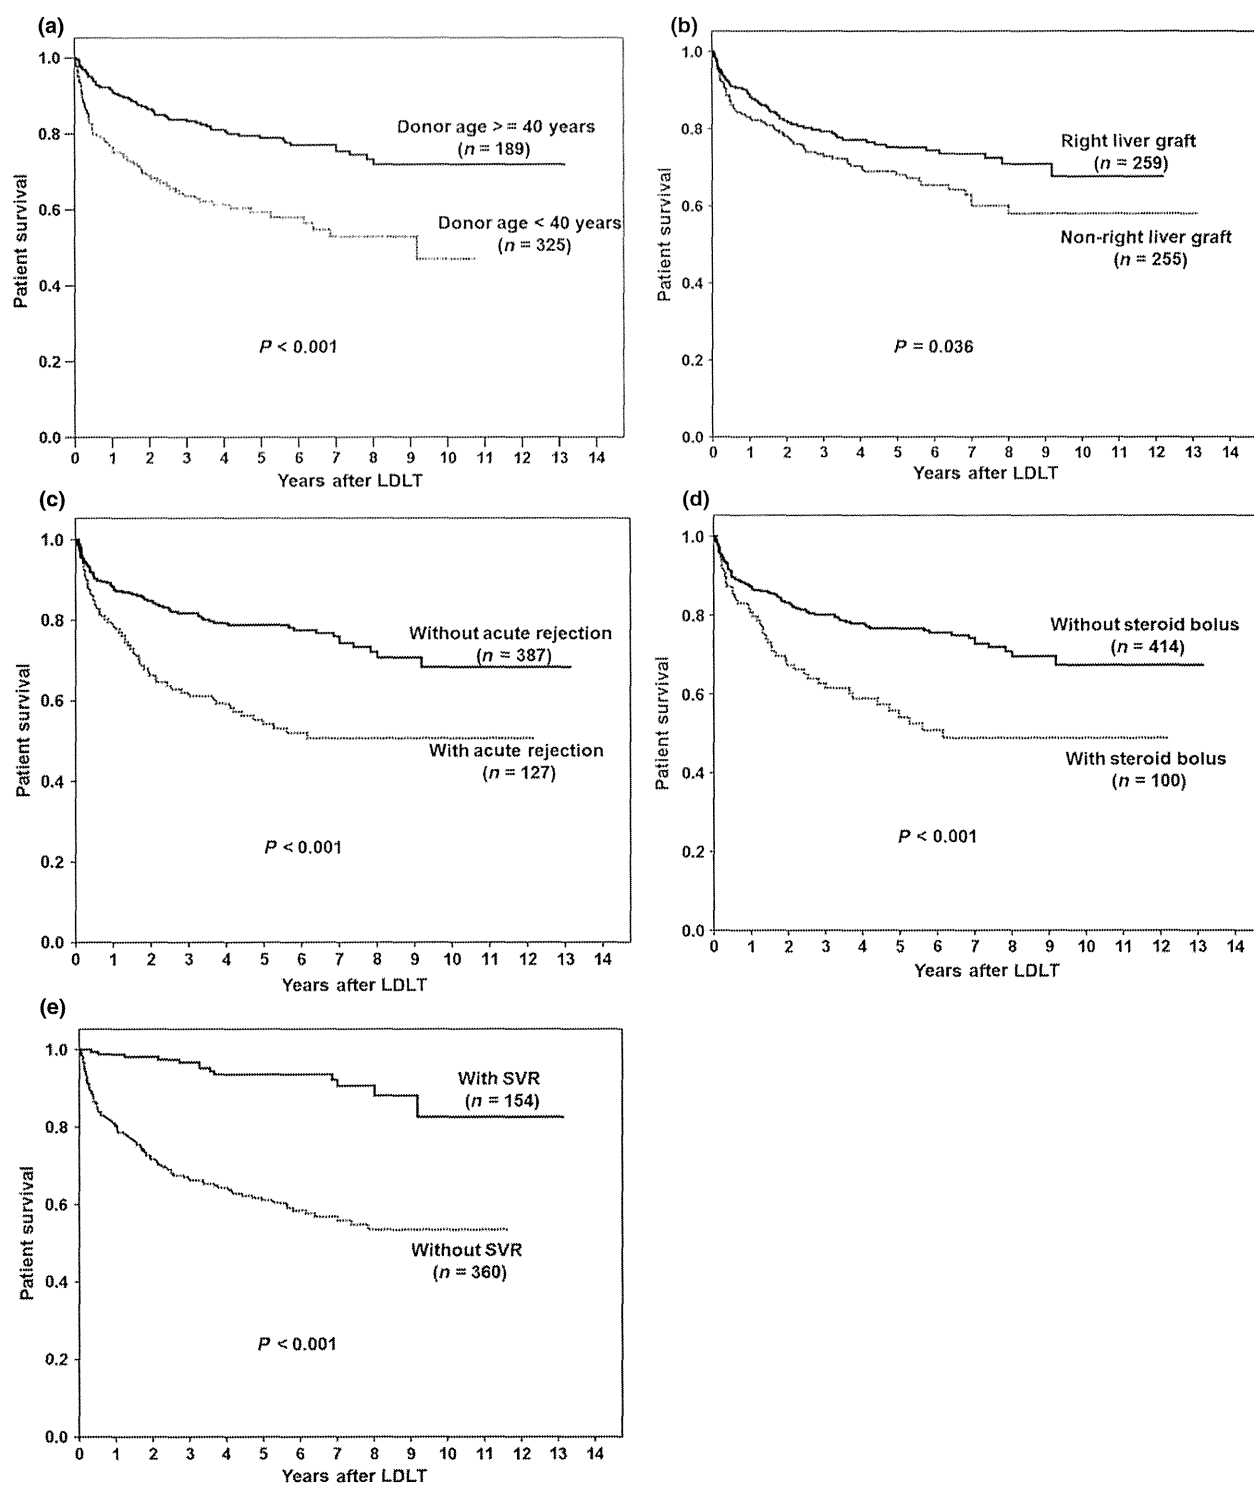 (a)
1.0
0.8
0.6
0.4
0.2
0.0
Patient survival
Donor age > = 40 years
(n = 189)
Donor age < 40 years
(n = 325)
P < 0.001
0 1 2 3 4 5 6 7 8 9 10 11 12 13 14
Years after LDLT
(b)
1.0
0.8
0.6
0.4
0.2
0.0
Patient survival
Right liver graft
(n = 259)
Non-right liver graft
(n = 255)
P = 0.036
0 1 2 3 4 5 6 7 8 9 10 11 12 13 14
Years after LDLT
(c)
1.0
0.8
0.6
0.4
0.2
0.0
Patient survival
Without acute rejection
(n = 387)
With acute rejection
(n = 127)
P < 0.001
0 1 2 3 4 5 6 7 8 9 10 11 12 13 14
Years after LDLT
(d)
1.0
0.8
0.6
0.4
0.2
0.0
Patient survival
Without steroid bolus
(n = 414)
With steroid bolus
(n = 100)
P < 0.001
0 1 2 3 4 5 6 7 8 9 10 11 12 13 14
Years after LDLT
(e)
1.0
0.8
0.6
0.4
0.2
0.0
Patient survival
With SVR
(n = 154)
Without SVR
(n = 360)
P < 0.001
0 1 2 3 4 5 6 7 8 9 10 11 12 13 14
Years after LDLT